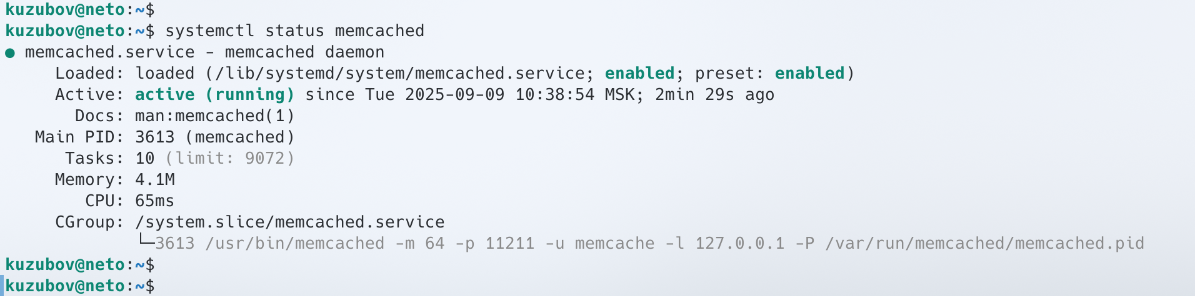 kuzubov@neto:~$
kuzubov@neto:~$ systemctl status memcached
● memcached.service - memcached daemon
     Loaded: loaded (/lib/systemd/system/memcached.service; enabled; preset: enabled)
     Active: active (running) since Tue 2025-09-09 10:38:54 MSK; 2min 29s ago
       Docs: man:memcached(1)
   Main PID: 3613 (memcached)
      Tasks: 10 (limit: 9072)
     Memory: 4.1M
        CPU: 65ms
     CGroup: /system.slice/memcached.service
             └─3613 /usr/bin/memcached -m 64 -p 11211 -u memcache -l 127.0.0.1 -P /var/run/memcached/memcached.pid
kuzubov@neto:~$
kuzubov@neto:~$